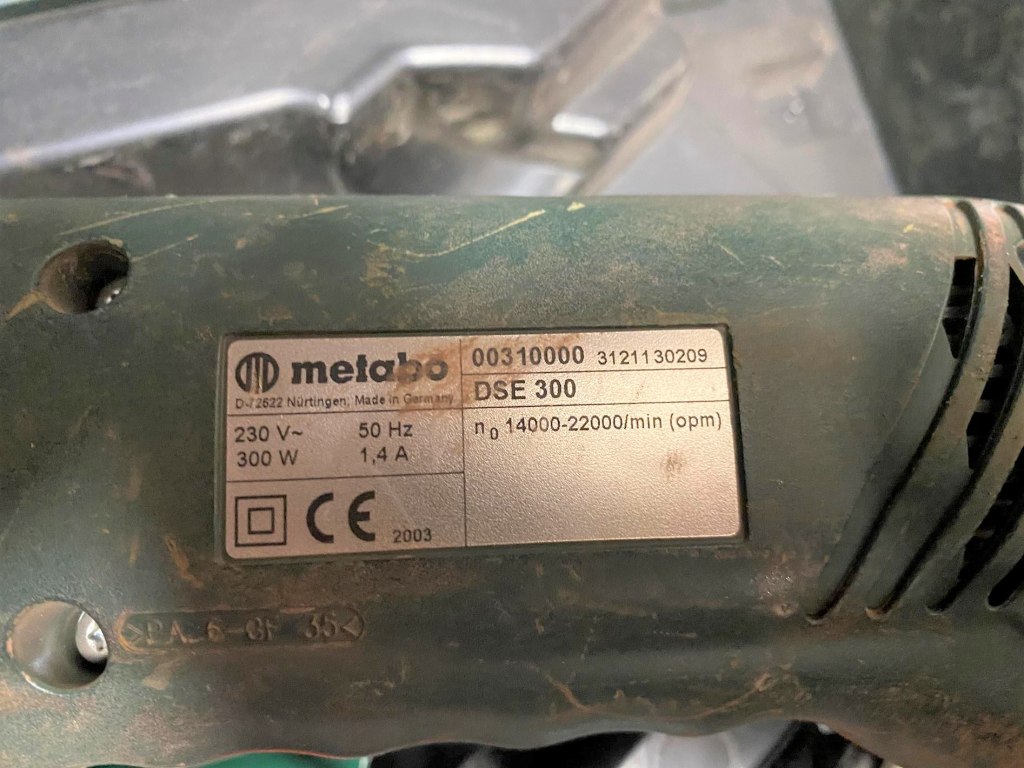 metabo
D-72622 Nürtingen, Made in Germany
00310000 3121130209
DSE 300
230 V~ 50 Hz
300 W 1,4 A
n0 14000-22000/min (opm)
CE 2003
>PA 6-GF 35<